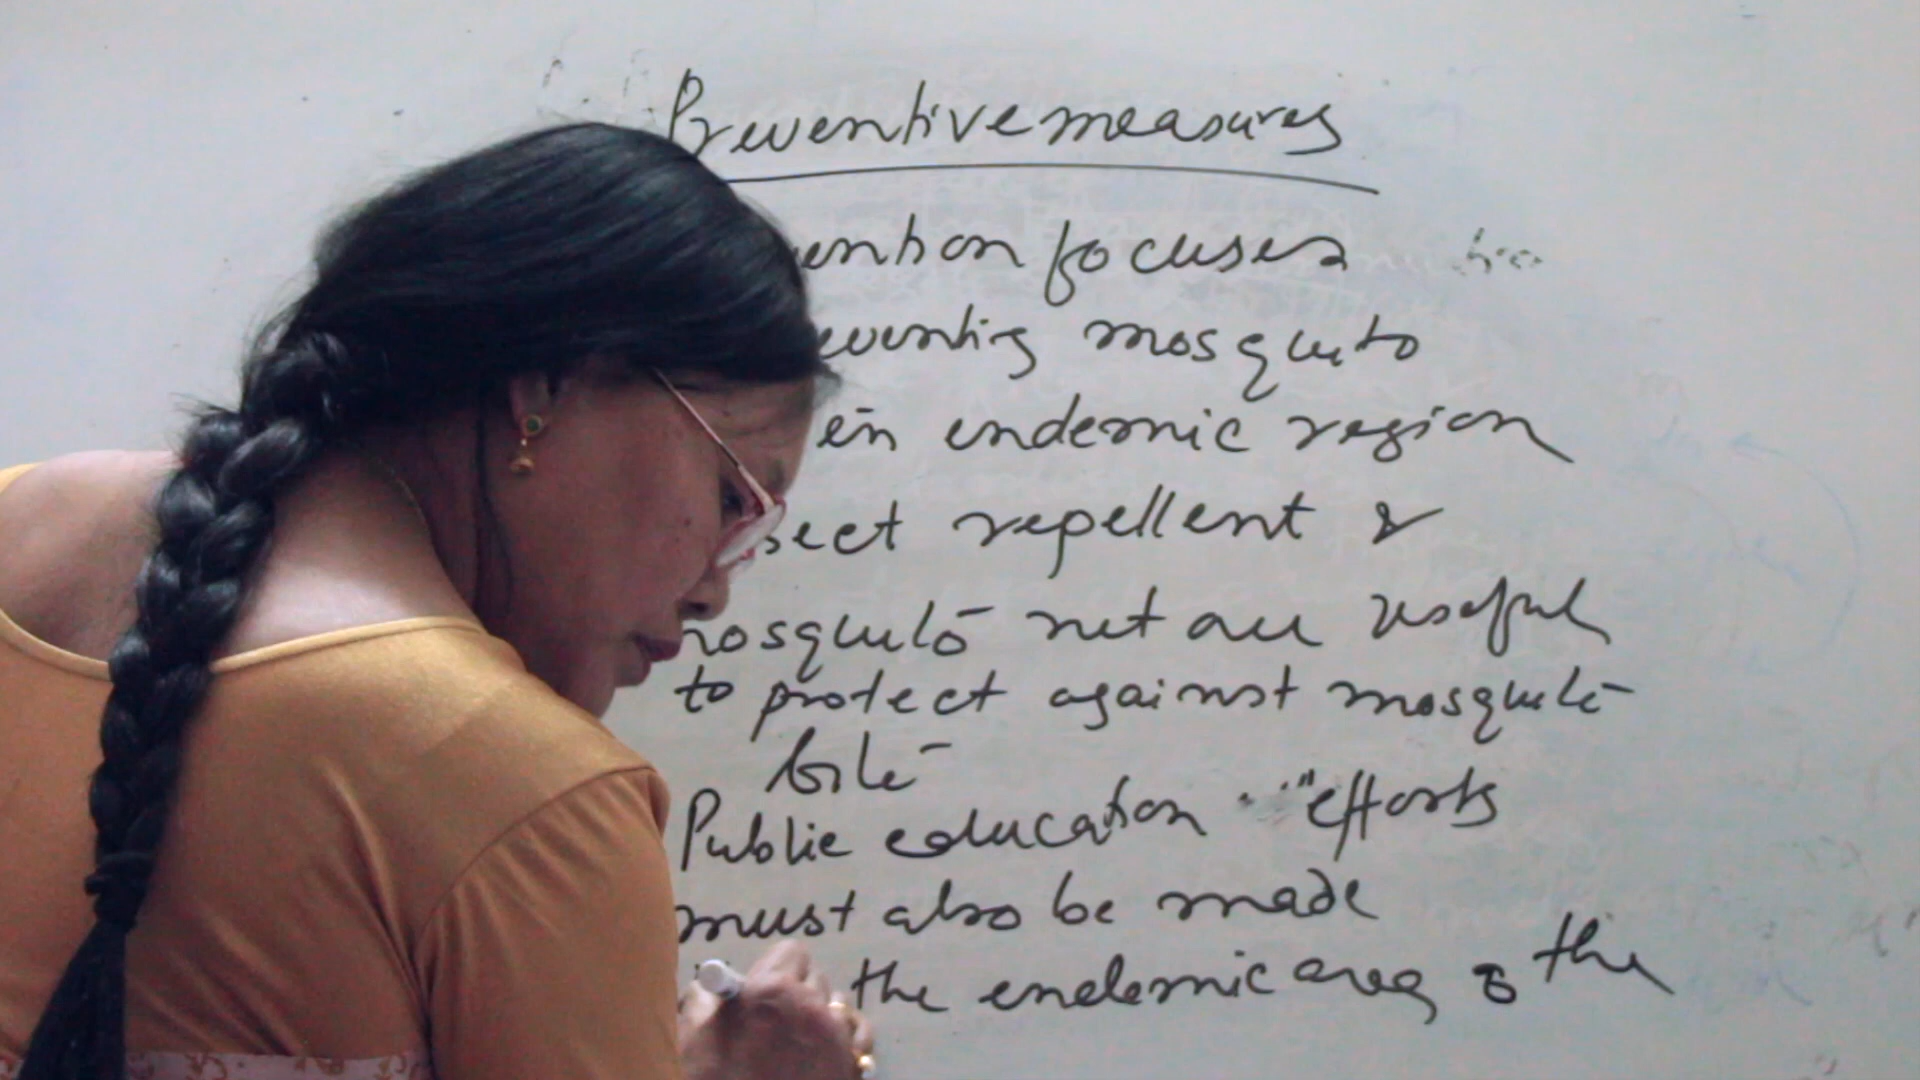 Preventive measures
ention focuses
eventing mosquito
in endemic region
sect repellent &
mosquito net are useful
to protect against mosquito
bite
Public education efforts
must also be made
the endemic area of the